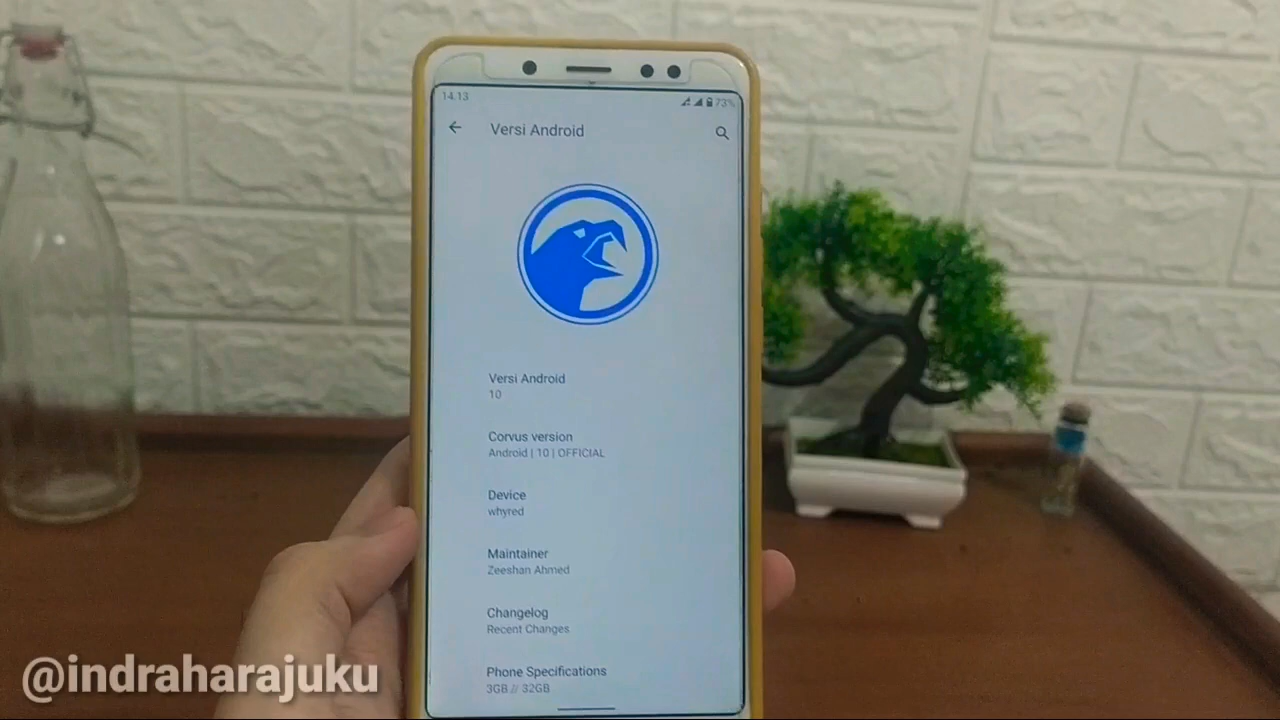 14.13
73%
Versi Android
Versi Android
10
Corvus version
Android | 10 | OFFICIAL
Device
whyred
Maintainer
Zeeshan Ahmed
Changelog
Recent Changes
Phone Specifications
3GB // 32GB
@indraharajuku